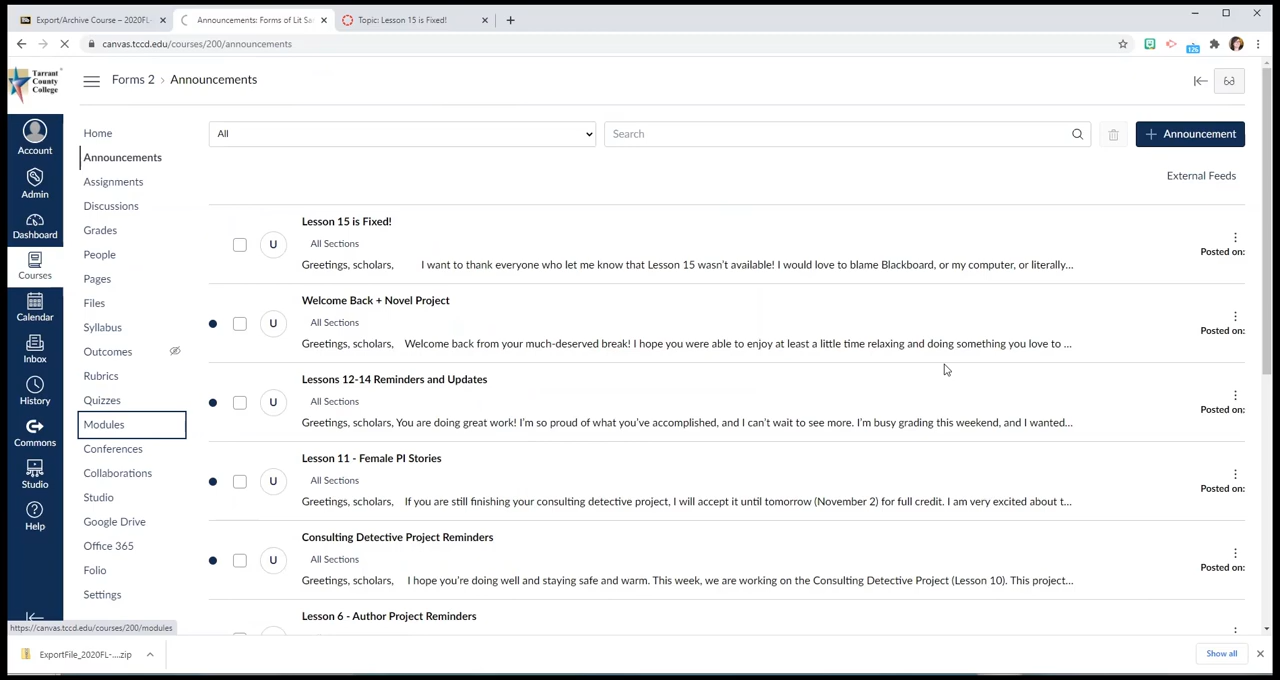 Export/Archive Course – 2020FL-
Announcements: Forms of Lit Sa
Topic: Lesson 15 is Fixed!
canvas.tccd.edu/courses/200/announcements
126
Tarrant
County
College
Forms 2 › Announcements
Account
Admin
Dashboard
Courses
Calendar
Inbox
History
Commons
Studio
Help
Home
Announcements
Assignments
Discussions
Grades
People
Pages
Files
Syllabus
Outcomes
Rubrics
Quizzes
Modules
Conferences
Collaborations
Studio
Google Drive
Office 365
Folio
Settings
All
Search
+ Announcement
External Feeds
Lesson 15 is Fixed!
U
All Sections
Posted on:
Greetings, scholars, I want to thank everyone who let me know that Lesson 15 wasn't available! I would love to blame Blackboard, or my computer, or literally...
Welcome Back + Novel Project
U
All Sections
Posted on:
Greetings, scholars, Welcome back from your much-deserved break! I hope you were able to enjoy at least a little time relaxing and doing something you love to ...
Lessons 12-14 Reminders and Updates
U
All Sections
Posted on:
Greetings, scholars, You are doing great work! I'm so proud of what you've accomplished, and I can't wait to see more. I'm busy grading this weekend, and I wanted...
Lesson 11 - Female PI Stories
U
All Sections
Posted on:
Greetings, scholars, If you are still finishing your consulting detective project, I will accept it until tomorrow (November 2) for full credit. I am very excited about t...
Consulting Detective Project Reminders
U
All Sections
Posted on:
Greetings, scholars, I hope you're doing well and staying safe and warm. This week, we are working on the Consulting Detective Project (Lesson 10). This project...
Lesson 6 - Author Project Reminders
U
All Sections
https://canvas.tccd.edu/courses/200/modules
ExportFile_2020FL-....zip
Show all